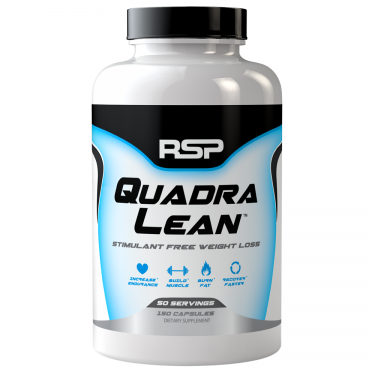 RSP
QUADRA
LEAN™
STIMULANT FREE WEIGHT LOSS
INCREASE* BUILD* BURN* RECOVER*
ENDURANCE MUSCLE FAT FASTER
50 SERVINGS
150 CAPSULES
DIETARY SUPPLEMENT